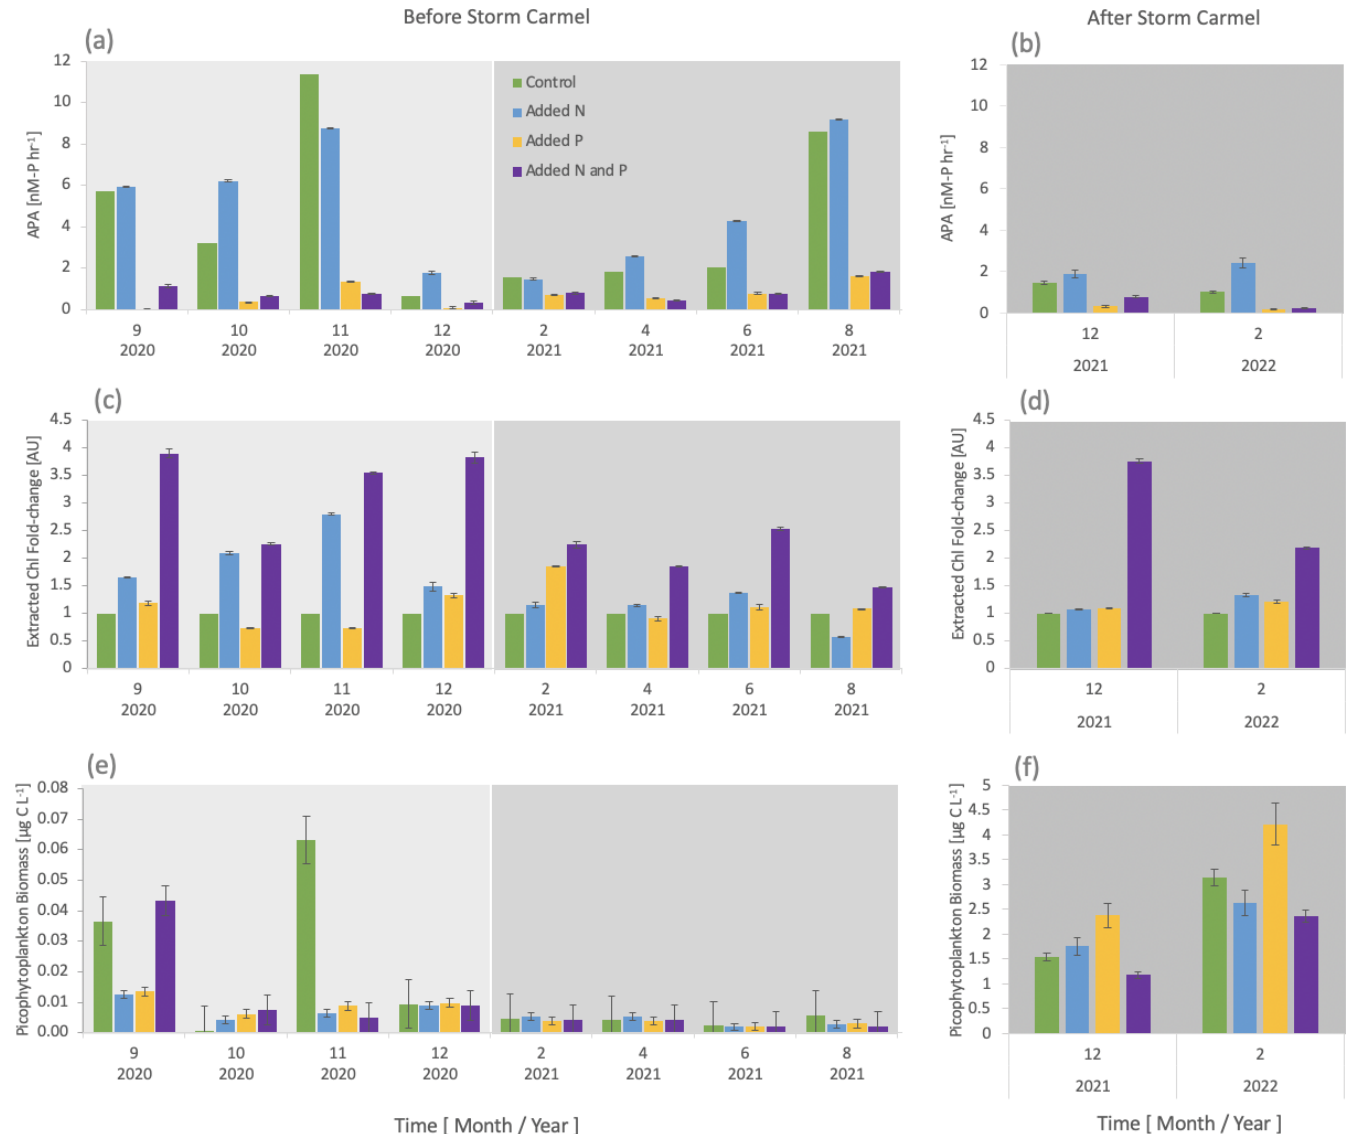 Before Storm Carmel
After Storm Carmel
(a)
APA [nM-P hr⁻¹]
12
10
8
6
4
2
0
Control
Added N
Added P
Added N and P
9 10 11 12 2 4 6 8
2020 2020 2020 2020 2021 2021 2021 2021
(b)
APA [nM-P hr⁻¹]
12
10
8
6
4
2
0
12 2
2021 2022
(c)
Extracted Chl Fold-change [AU]
4.5
4
3.5
3
2.5
2
1.5
1
0.5
0
9 10 11 12 2 4 6 8
2020 2020 2020 2020 2021 2021 2021 2021
(d)
Extracted Chl Fold-change [AU]
4.5
4
3.5
3
2.5
2
1.5
1
0.5
0
12 2
2021 2022
(e)
Picophytoplankton Biomass [µg C L⁻¹]
0.08
0.07
0.06
0.05
0.04
0.03
0.02
0.01
0.00
9 10 11 12 2 4 6 8
2020 2020 2020 2020 2021 2021 2021 2021
Time [ Month / Year ]
(f)
Picophytoplankton Biomass [µg C L⁻¹]
5
4.5
4
3.5
3
2.5
2
1.5
1
0.5
0
12 2
2021 2022
Time [ Month / Year ]